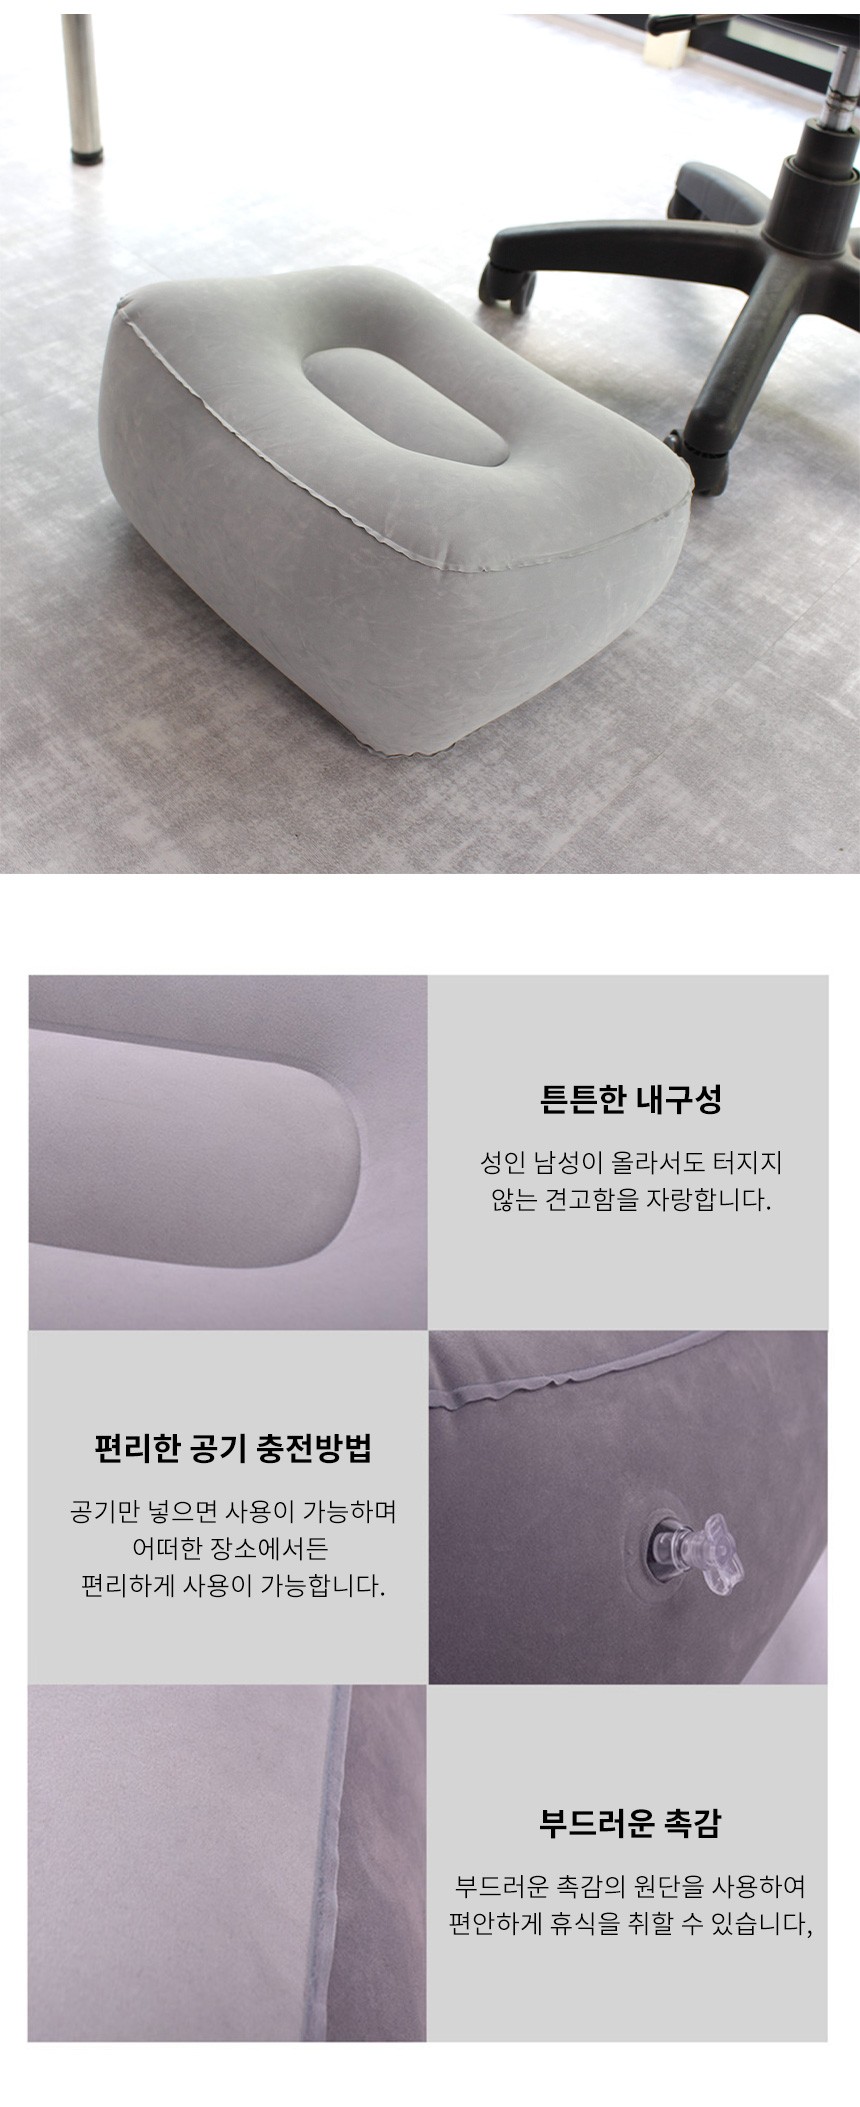 튼튼한 내구성
성인 남성이 올라서도 터지지
않는 견고함을 자랑합니다.
편리한 공기 충전방법
공기만 넣으면 사용이 가능하며
어떠한 장소에서든
편리하게 사용이 가능합니다.
부드러운 촉감
부드러운 촉감의 원단을 사용하여
편안하게 휴식을 취할 수 있습니다,